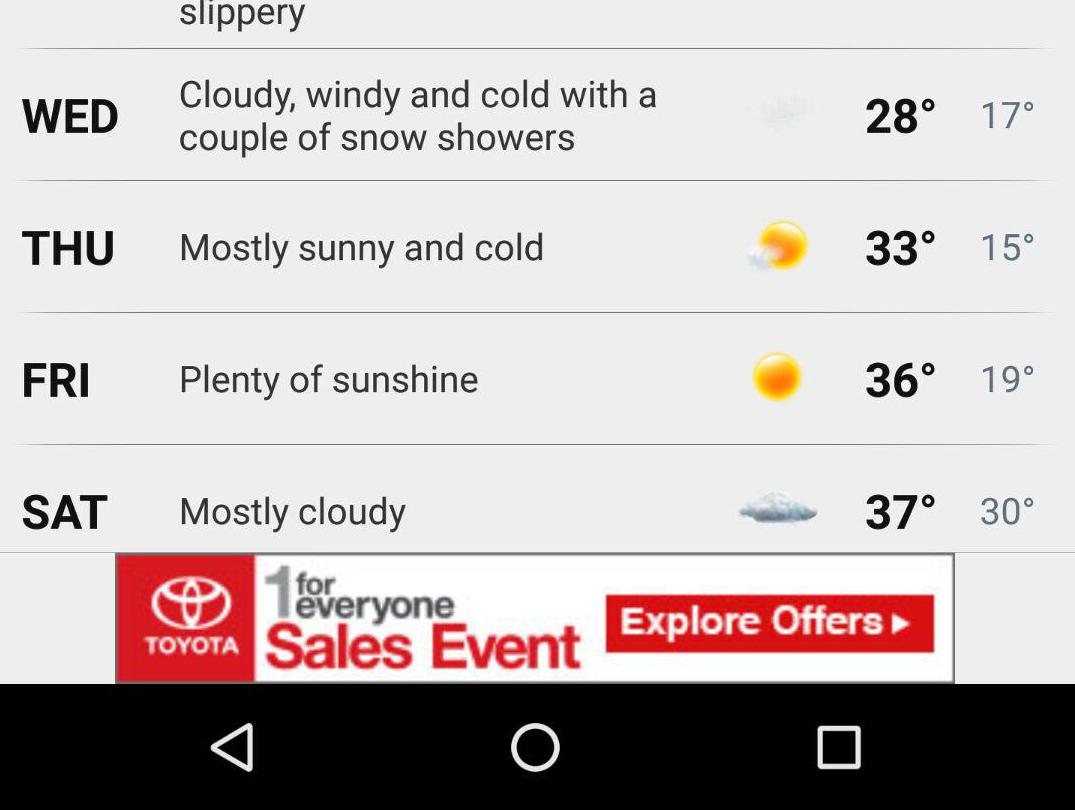 slippery
WED
Cloudy, windy and cold with a
couple of snow showers
28° 17°
THU Mostly sunny and cold 33° 15°
FRI Plenty of sunshine 36° 19°
SAT Mostly cloudy 37° 30°
TOYOTA
1 for
everyone
Sales Event
Explore Offers